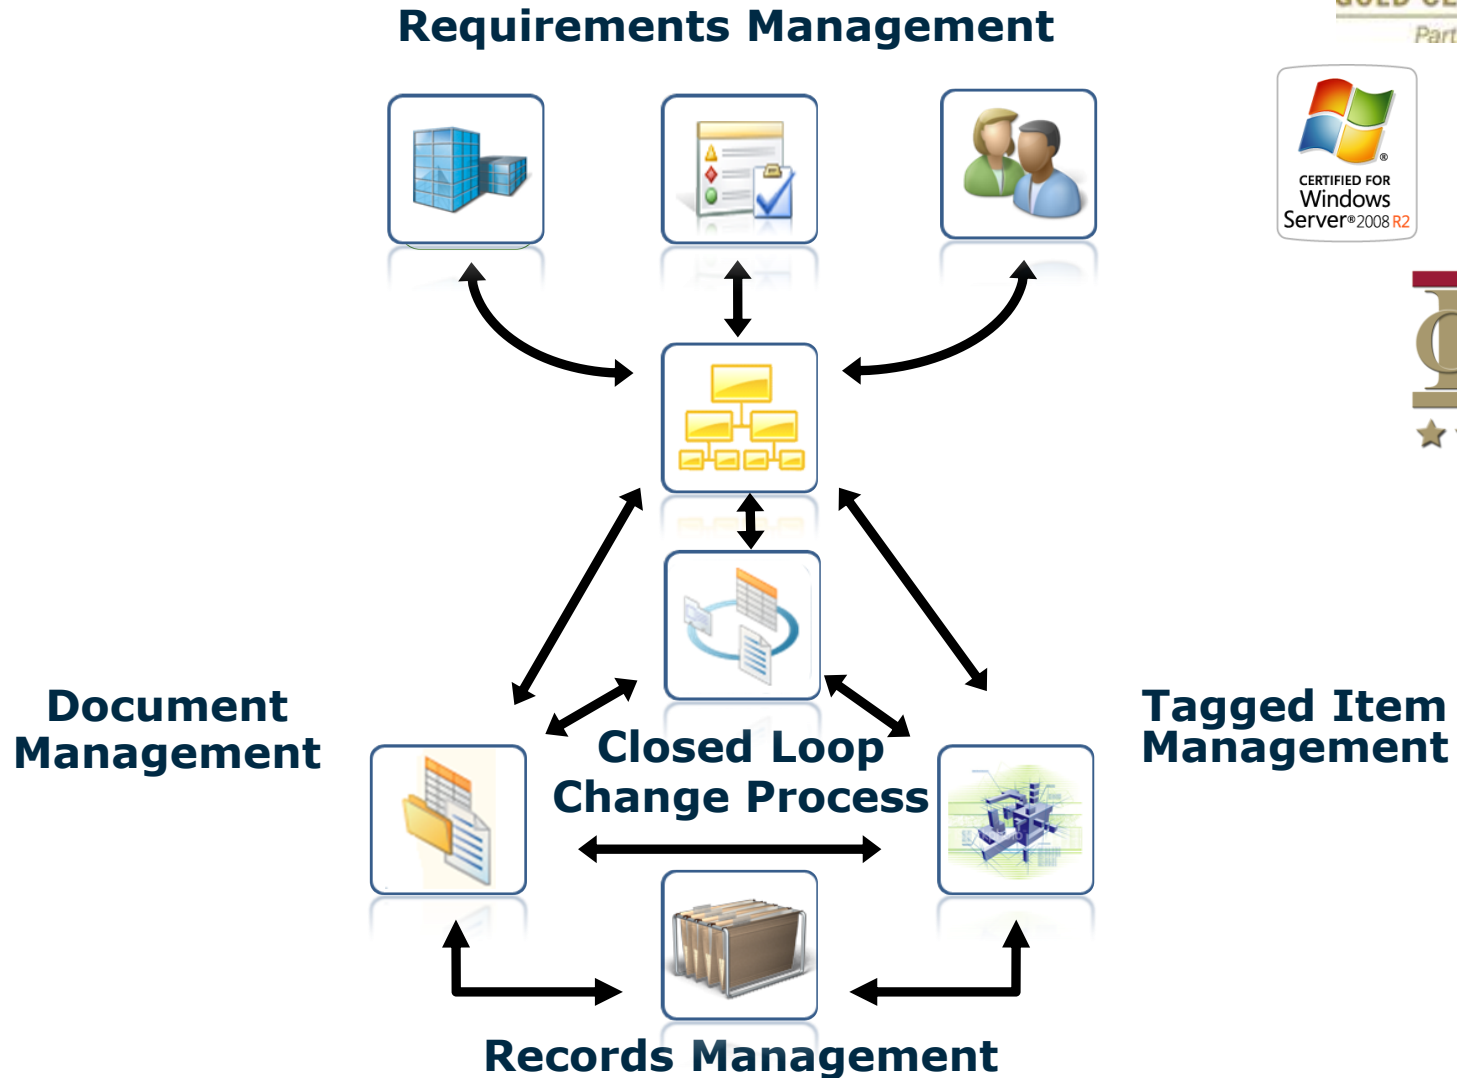 Requirements Management
Part
CERTIFIED FOR
Windows
Server®2008 R2
Document
Management
Tagged Item
Management
Closed Loop
Change Process
Records Management